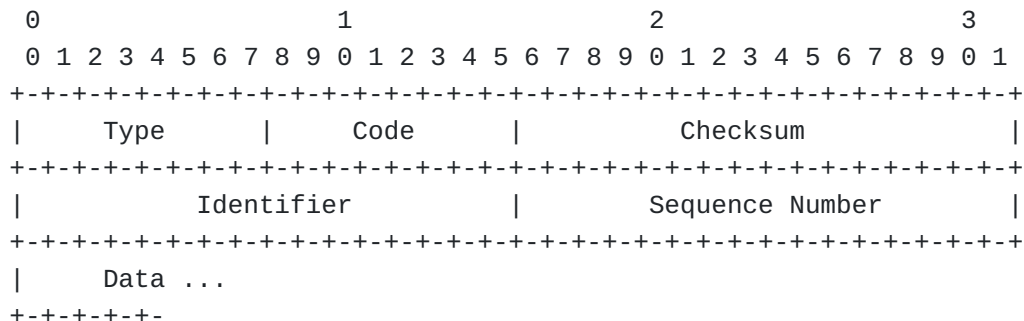 0                   1                   2                   3
 0 1 2 3 4 5 6 7 8 9 0 1 2 3 4 5 6 7 8 9 0 1 2 3 4 5 6 7 8 9 0 1
+-+-+-+-+-+-+-+-+-+-+-+-+-+-+-+-+-+-+-+-+-+-+-+-+-+-+-+-+-+-+-+-+
|     Type      |     Code      |          Checksum             |
+-+-+-+-+-+-+-+-+-+-+-+-+-+-+-+-+-+-+-+-+-+-+-+-+-+-+-+-+-+-+-+-+
|           Identifier          |        Sequence Number        |
+-+-+-+-+-+-+-+-+-+-+-+-+-+-+-+-+-+-+-+-+-+-+-+-+-+-+-+-+-+-+-+-+
|     Data ...
+-+-+-+-+-